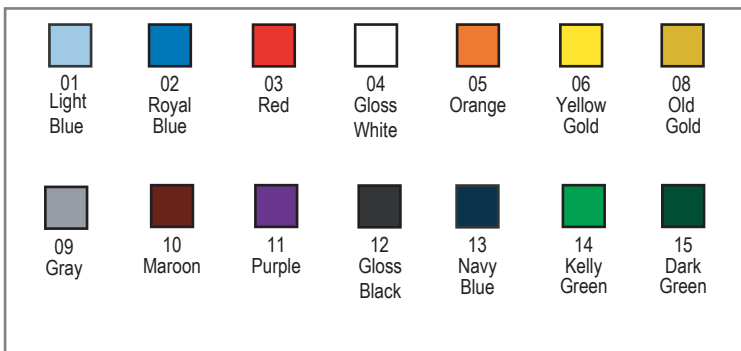 01
Light
Blue
02
Royal
Blue
03
Red
04
Gloss
White
05
Orange
06
Yellow
Gold
08
Old
Gold
09
Gray
10
Maroon
11
Purple
12
Gloss
Black
13
Navy
Blue
14
Kelly
Green
15
Dark
Green